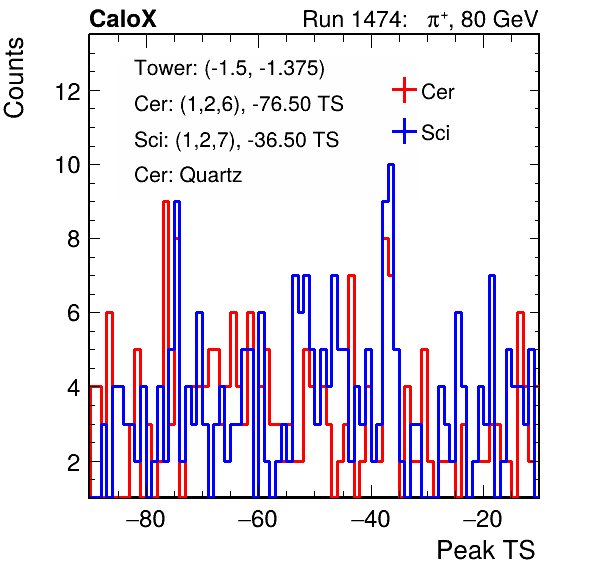 CaloX
Run 1474: π+, 80 GeV
Counts
Tower: (-1.5, -1.375)
Cer: (1,2,6), -76.50 TS
Sci: (1,2,7), -36.50 TS
Cer: Quartz
Cer
Sci
12
10
8
6
4
2
−80 −60 −40 −20
Peak TS